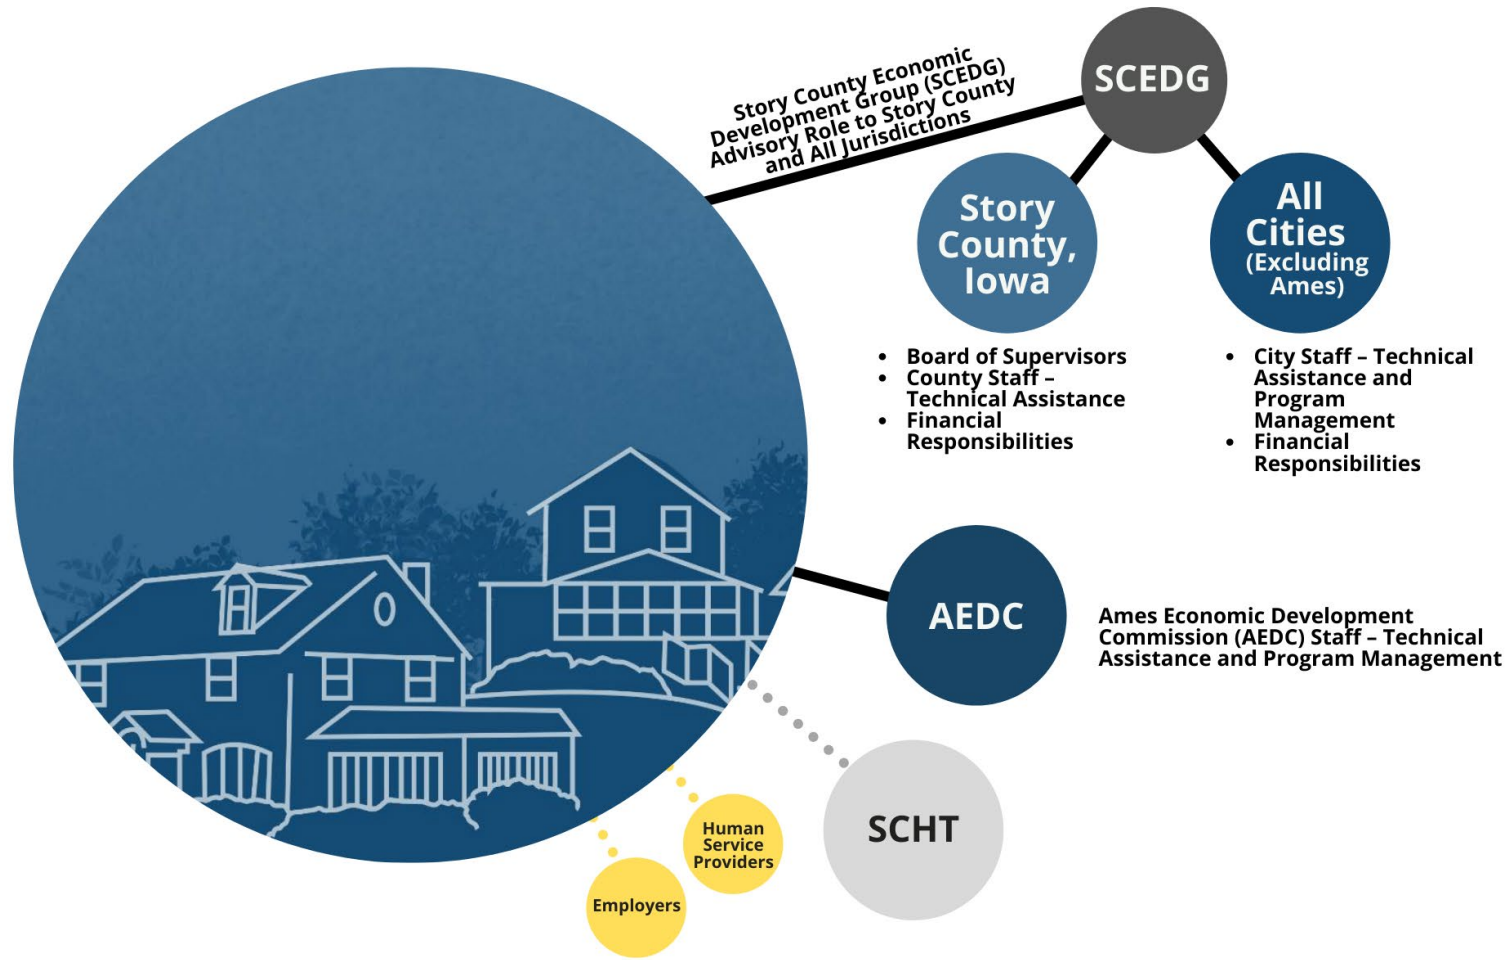 Story County Economic
Development Group (SCEDG)
Advisory Role to Story County
and All Jurisdictions
SCEDG
Story
County,
Iowa
All
Cities
(Excluding
Ames)
• Board of Supervisors
• County Staff –
Technical Assistance
• Financial
Responsibilities
• City Staff – Technical
Assistance and
Program
Management
• Financial
Responsibilities
AEDC
Ames Economic Development
Commission (AEDC) Staff – Technical
Assistance and Program Management
SCHT
Human
Service
Providers
Employers